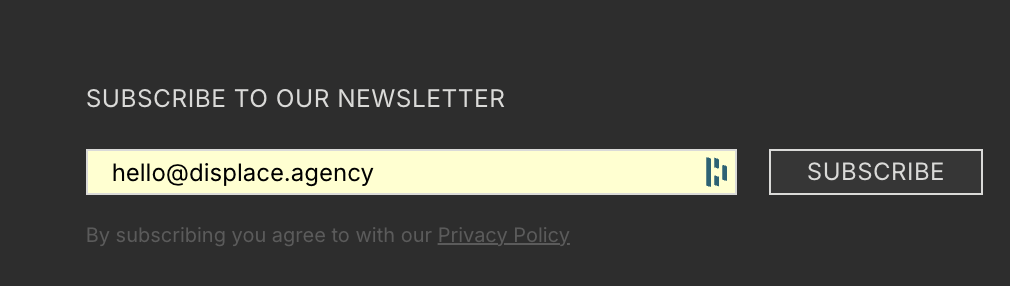 SUBSCRIBE TO OUR NEWSLETTER
hello@displace.agency
SUBSCRIBE
By subscribing you agree to with our Privacy Policy